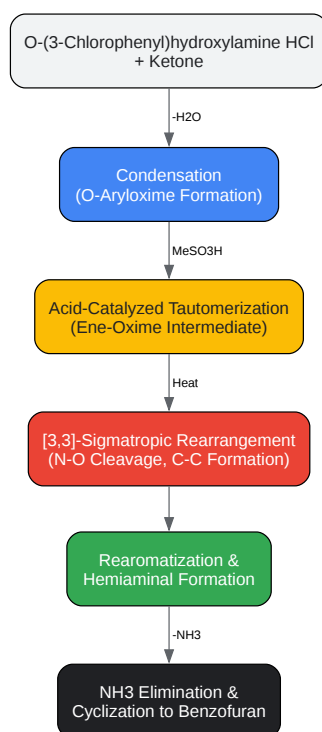 O-(3-Chlorophenyl)hydroxylamine HCl
+ Ketone
-H2O
Condensation
(O-Aryloxime Formation)
MeSO3H
Acid-Catalyzed Tautomerization
(Ene-Oxime Intermediate)
Heat
[3,3]-Sigmatropic Rearrangement
(N-O Cleavage, C-C Formation)
Rearomatization &
Hemiaminal Formation
-NH3
NH3 Elimination &
Cyclization to Benzofuran